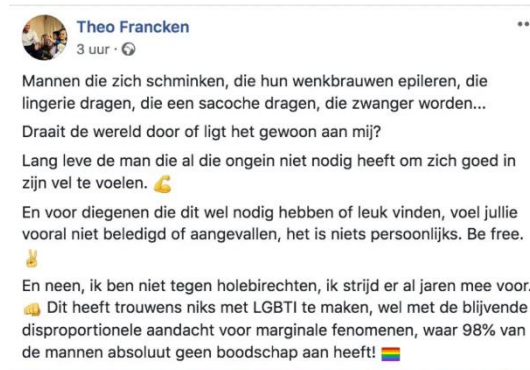 Theo Francken
3 uur ·
Mannen die zich schminken, die hun wenkbrauwen epileren, die
lingerie dragen, die een sacoche dragen, die zwanger worden...
Draait de wereld door of ligt het gewoon aan mij?
Lang leve de man die al die ongein niet nodig heeft om zich goed in
zijn vel te voelen. 💪
En voor diegenen die dit wel nodig hebben of leuk vinden, voel jullie
vooral niet beledigd of aangevallen, het is niets persoonlijks. Be free.
✌️
En neen, ik ben niet tegen holebirechten, ik strijd er al jaren mee voor.
👊 Dit heeft trouwens niks met LGBTI te maken, wel met de blijvende
disproportionele aandacht voor marginale fenomenen, waar 98% van
de mannen absoluut geen boodschap aan heeft! 🏳️‍🌈